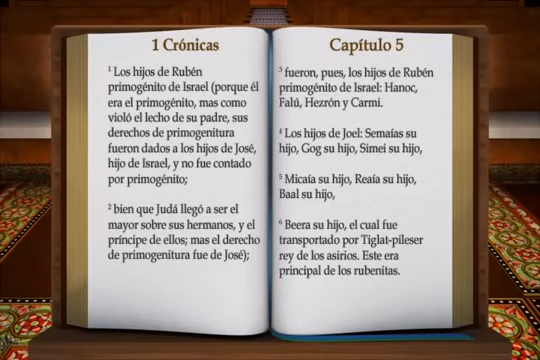 1 Crónicas
1 Los hijos de Rubén
primogénito de Israel (porque él
era el primogénito, mas como
violó el lecho de su padre, sus
derechos de primogenitura
fueron dados a los hijos de José,
hijo de Israel, y no fue contado
por primogénito;
2 bien que Judá llegó a ser el
mayor sobre sus hermanos, y el
príncipe de ellos; mas el derecho
de primogenitura fue de José);
Capítulo 5
3 fueron, pues, los hijos de Rubén
primogénito de Israel: Hanoc,
Falú, Hezrón y Carmi.
4 Los hijos de Joel: Semaías su
hijo, Gog su hijo, Simei su hijo,
5 Micaía su hijo, Reaía su hijo,
Baal su hijo,
6 Beera su hijo, el cual fue
transportado por Tiglat-pileser
rey de los asirios. Este era
principal de los rubenitas.